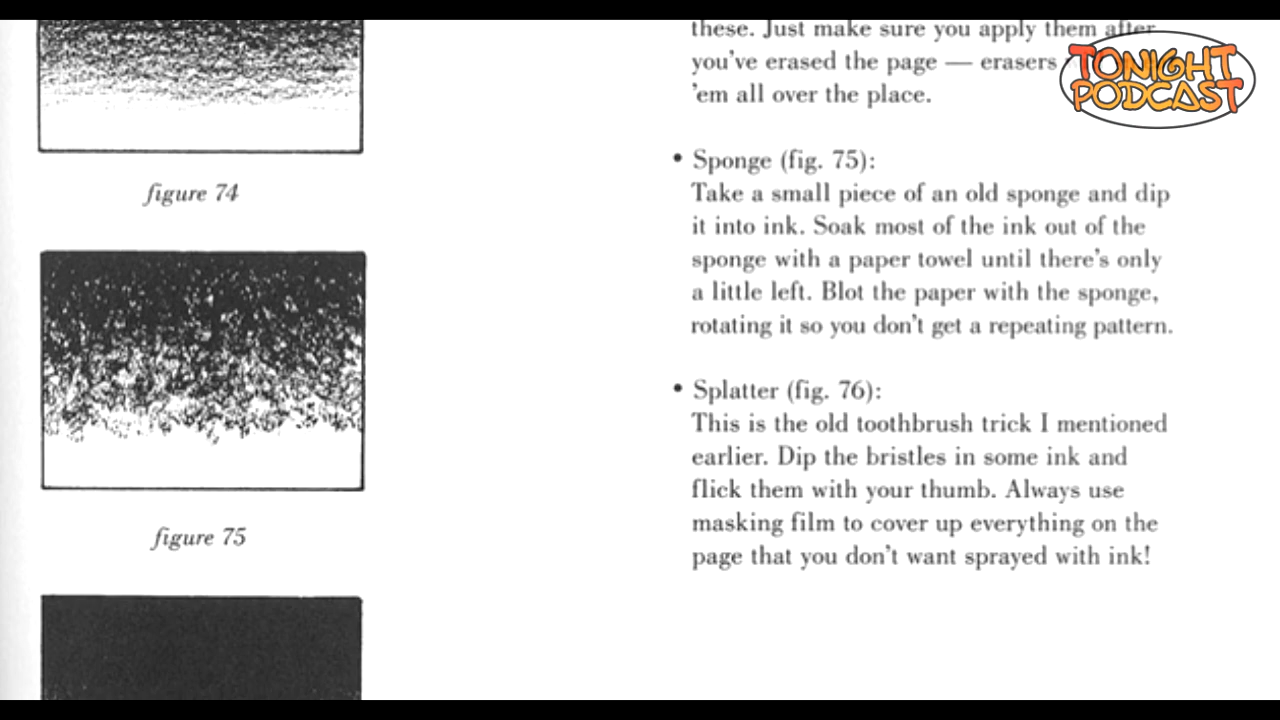 these. Just make sure you apply them after
you've erased the page — erasers
'em all over the place.
TONIGHT
PODCAST
figure 74
• Sponge (fig. 75):
Take a small piece of an old sponge and dip
it into ink. Soak most of the ink out of the
sponge with a paper towel until there's only
a little left. Blot the paper with the sponge,
rotating it so you don't get a repeating pattern.
figure 75
• Splatter (fig. 76):
This is the old toothbrush trick I mentioned
earlier. Dip the bristles in some ink and
flick them with your thumb. Always use
masking film to cover up everything on the
page that you don't want sprayed with ink!